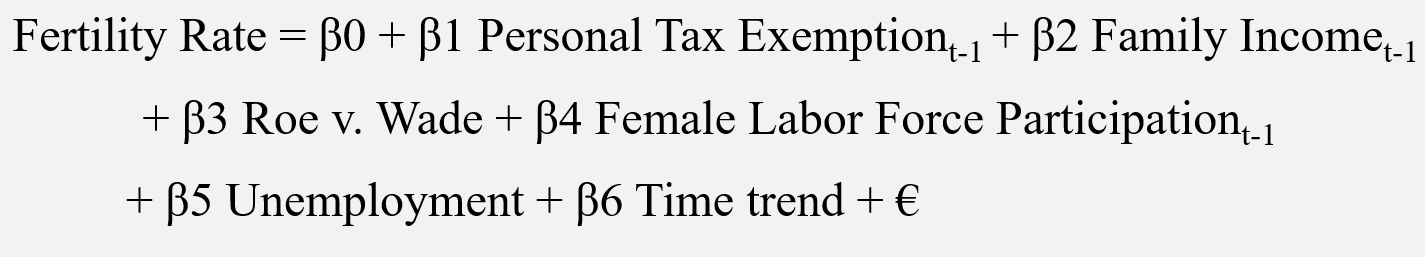 Fertility Rate = β0 + β1 Personal Tax Exemptiont-1 + β2 Family Incomet-1
+ β3 Roe v. Wade + β4 Female Labor Force Participationt-1
+ β5 Unemployment + β6 Time trend + €